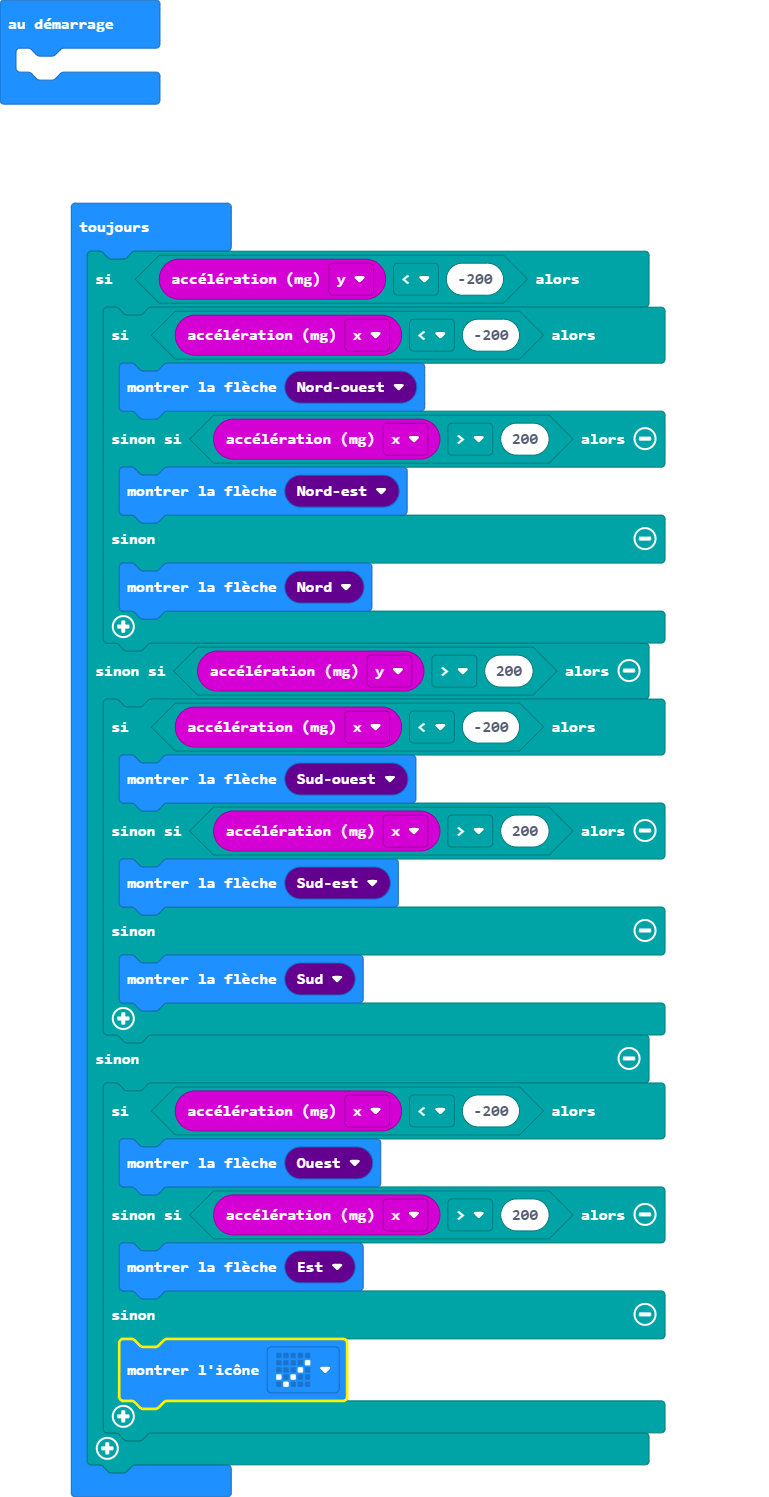 au démarrage
toujours
si accélération (mg) y < -200 alors
si accélération (mg) x < -200 alors
montrer la flèche Nord-ouest
sinon si accélération (mg) x > 200 alors
montrer la flèche Nord-est
sinon
montrer la flèche Nord
sinon si accélération (mg) y > 200 alors
si accélération (mg) x < -200 alors
montrer la flèche Sud-ouest
sinon si accélération (mg) x > 200 alors
montrer la flèche Sud-est
sinon
montrer la flèche Sud
sinon
si accélération (mg) x < -200 alors
montrer la flèche Ouest
sinon si accélération (mg) x > 200 alors
montrer la flèche Est
sinon
montrer l'icône